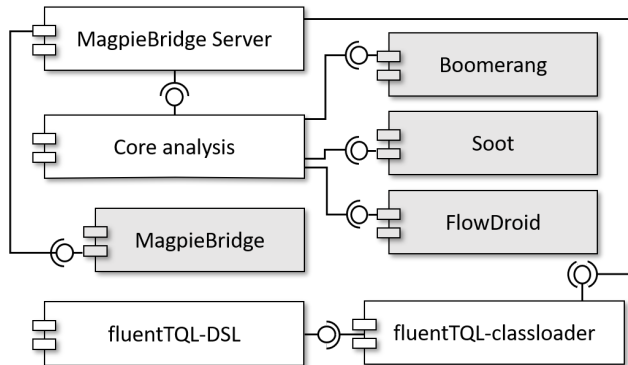 MagpieBridge Server
Boomerang
Core analysis
Soot
MagpieBridge
FlowDroid
fluentTQL-DSL
fluentTQL-classloader